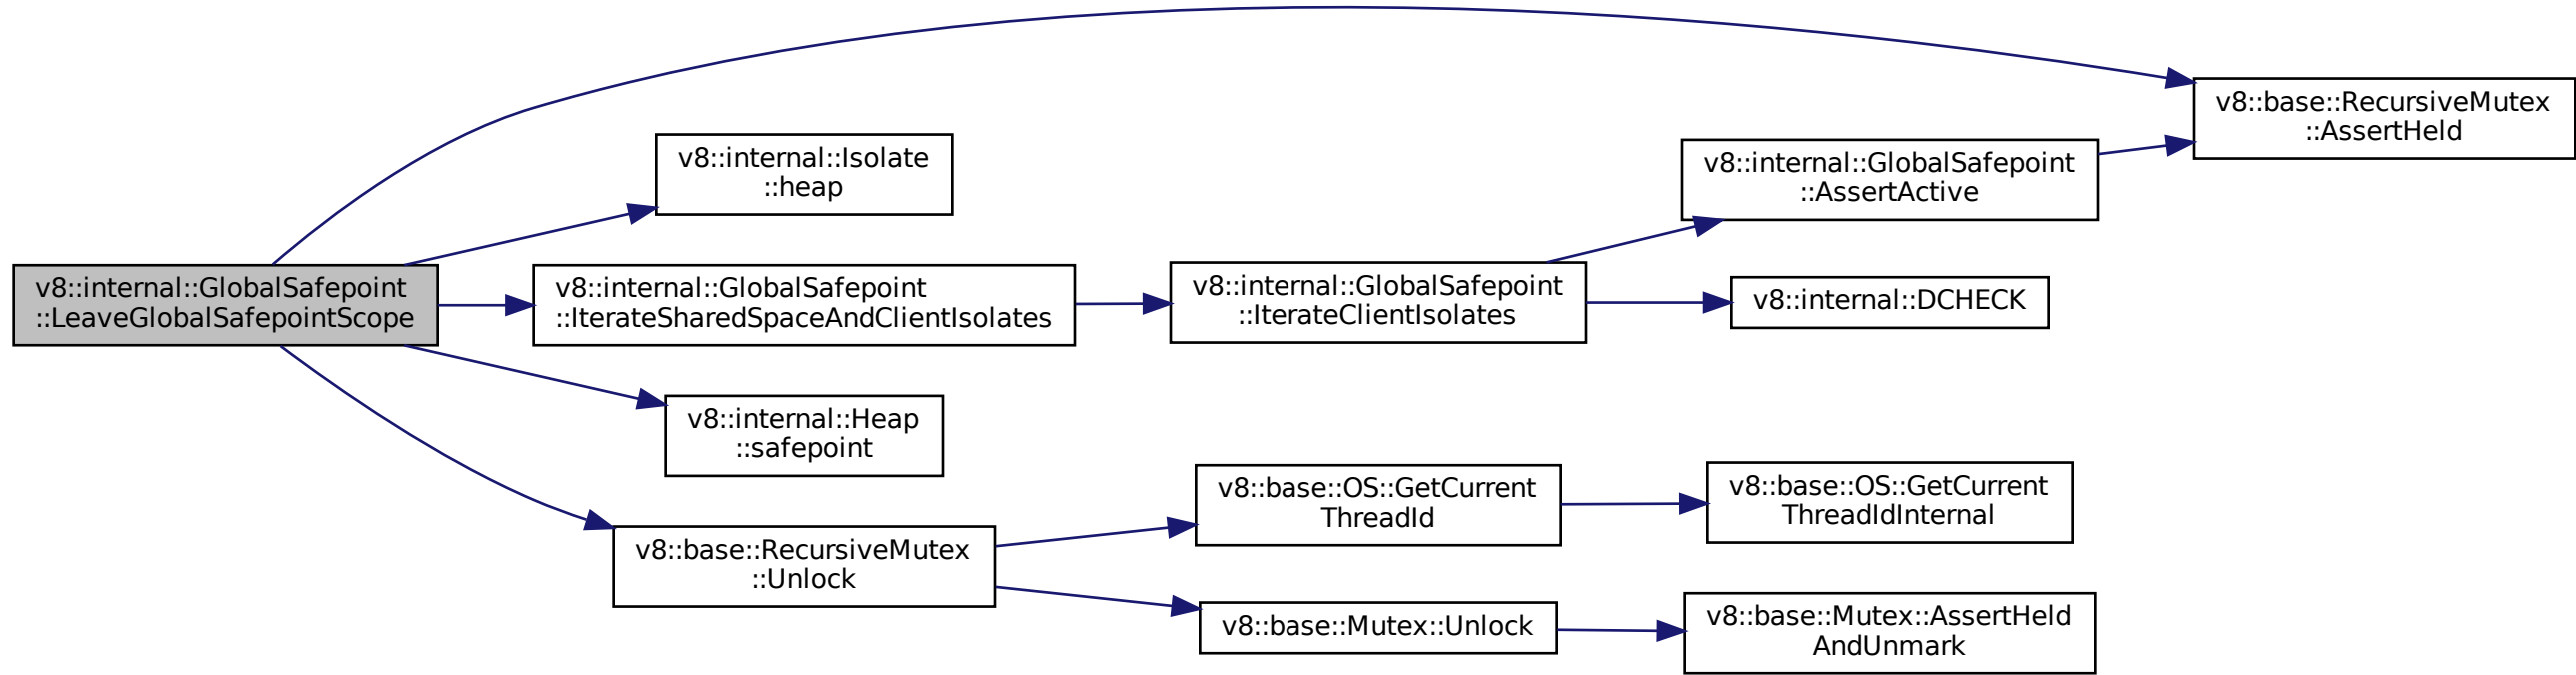 v8::internal::GlobalSafepoint
::LeaveGlobalSafepointScope
v8::base::RecursiveMutex
::AssertHeld
v8::internal::Isolate
::heap
v8::internal::GlobalSafepoint
::IterateSharedSpaceAndClientIsolates
v8::internal::GlobalSafepoint
::IterateClientIsolates
v8::internal::GlobalSafepoint
::AssertActive
v8::internal::DCHECK
v8::internal::Heap
::safepoint
v8::base::RecursiveMutex
::Unlock
v8::base::OS::GetCurrent
ThreadId
v8::base::OS::GetCurrent
ThreadIdInternal
v8::base::Mutex::Unlock
v8::base::Mutex::AssertHeld
AndUnmark